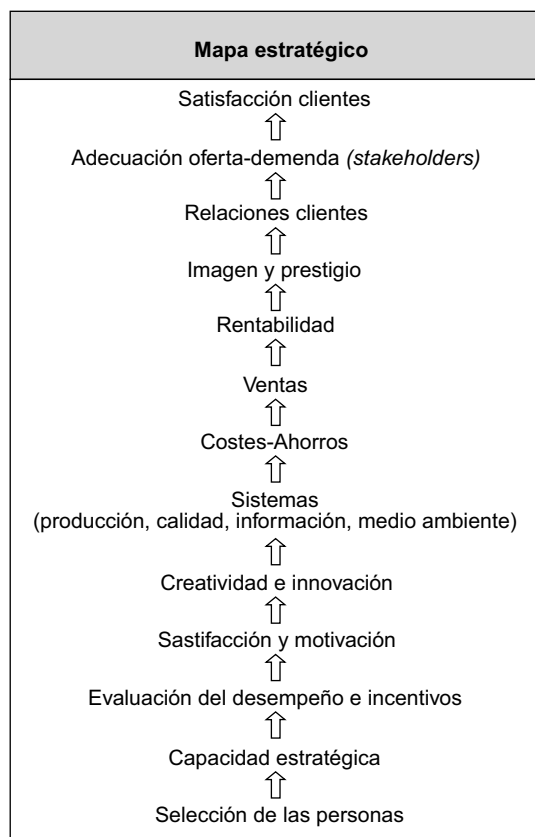 Mapa estratégico
Satisfacción clientes
Adecuación oferta-demenda (stakeholders)
Relaciones clientes
Imagen y prestigio
Rentabilidad
Ventas
Costes-Ahorros
Sistemas
(producción, calidad, información, medio ambiente)
Creatividad e innovación
Sastifacción y motivación
Evaluación del desempeño e incentivos
Capacidad estratégica
Selección de las personas